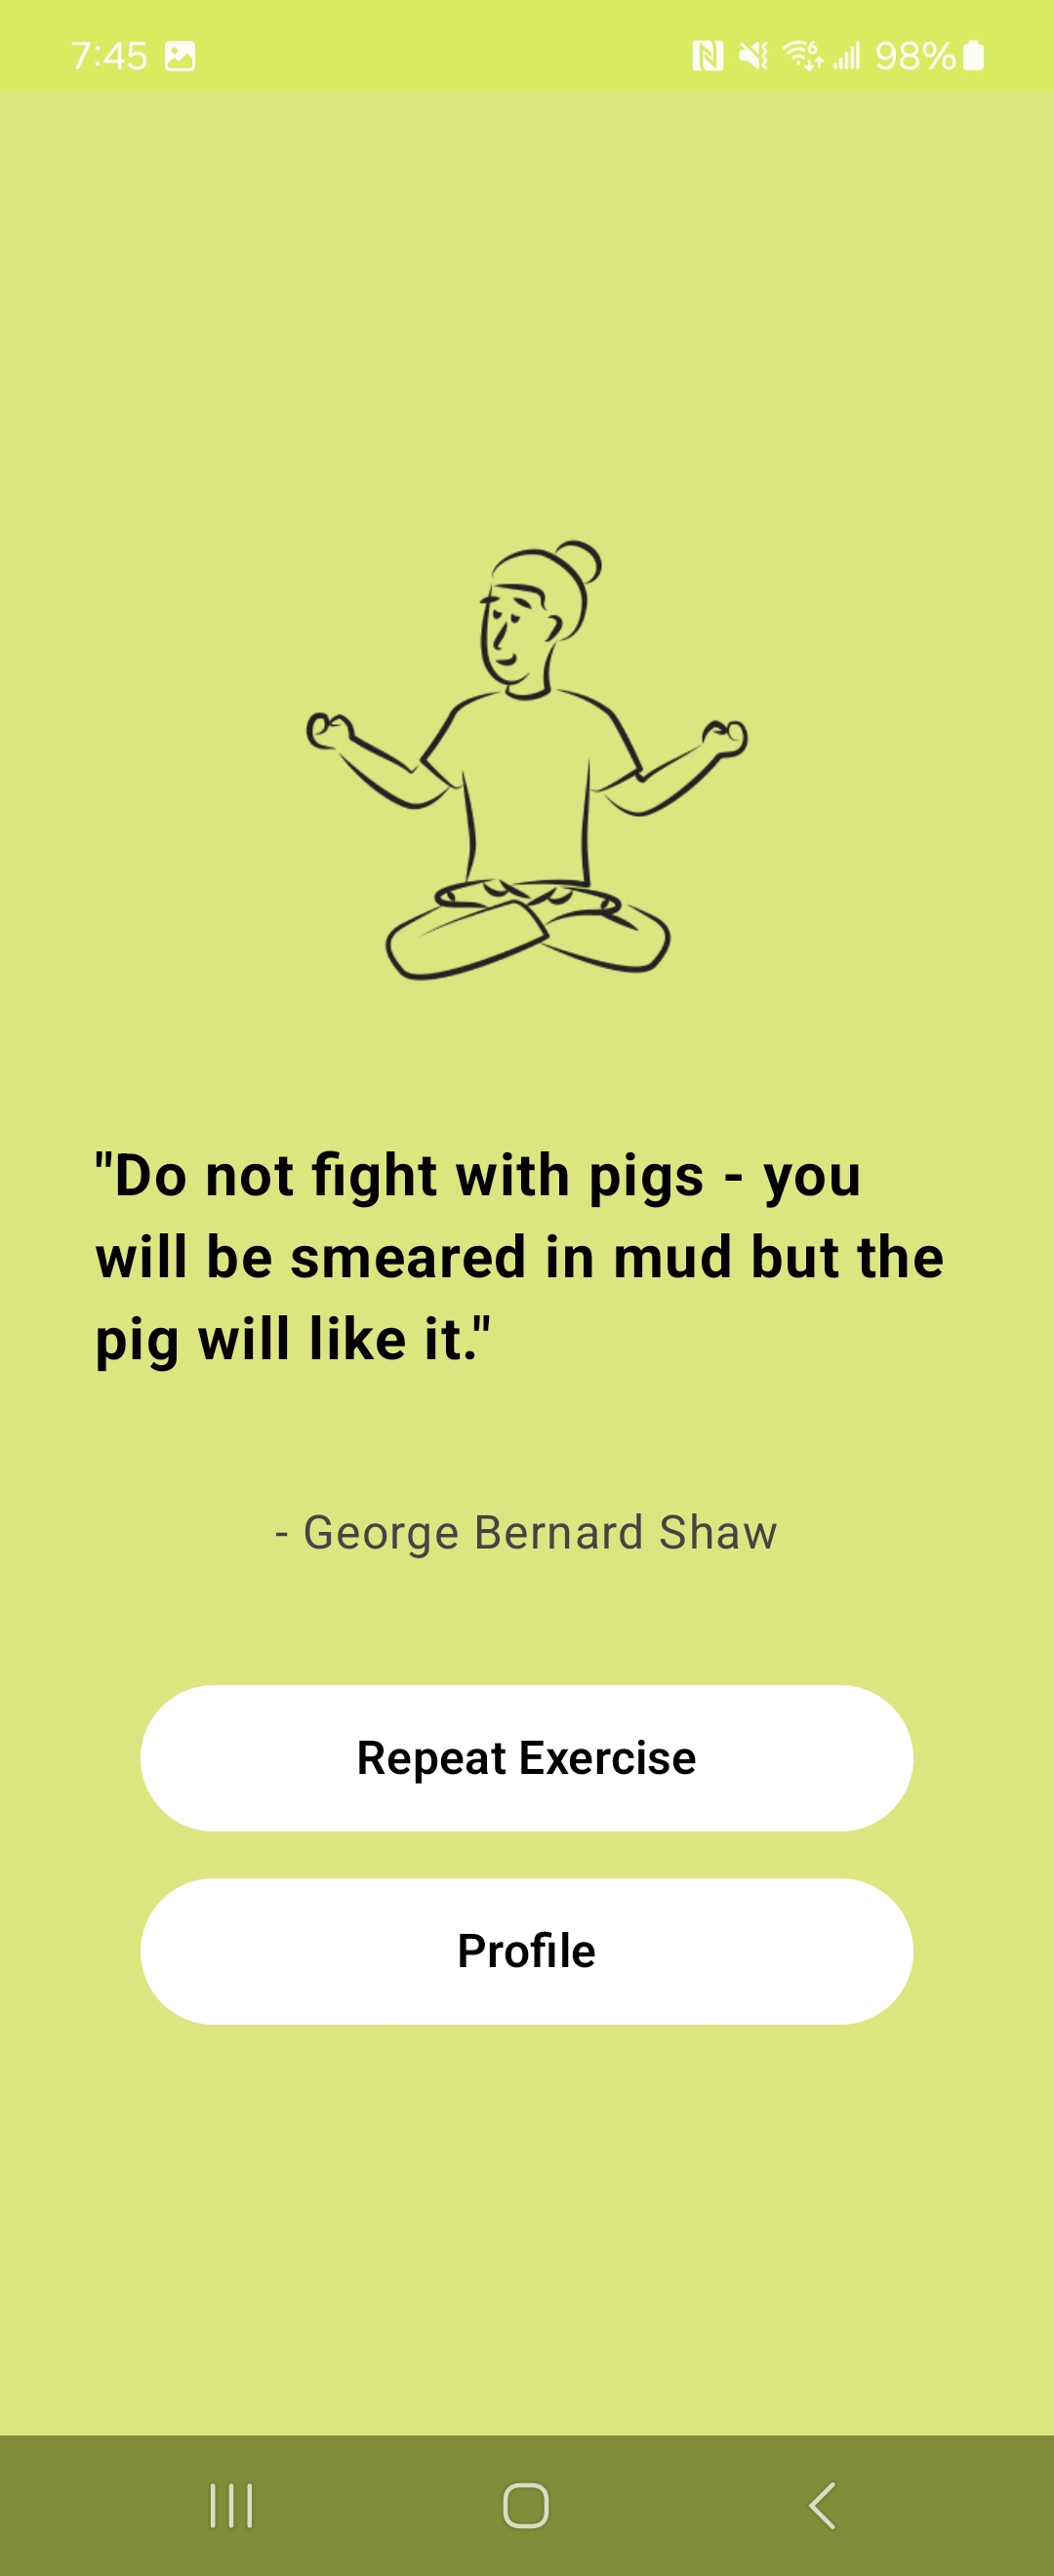 7:45 98%
"Do not fight with pigs - you
will be smeared in mud but the
pig will like it."
- George Bernard Shaw
Repeat Exercise
Profile